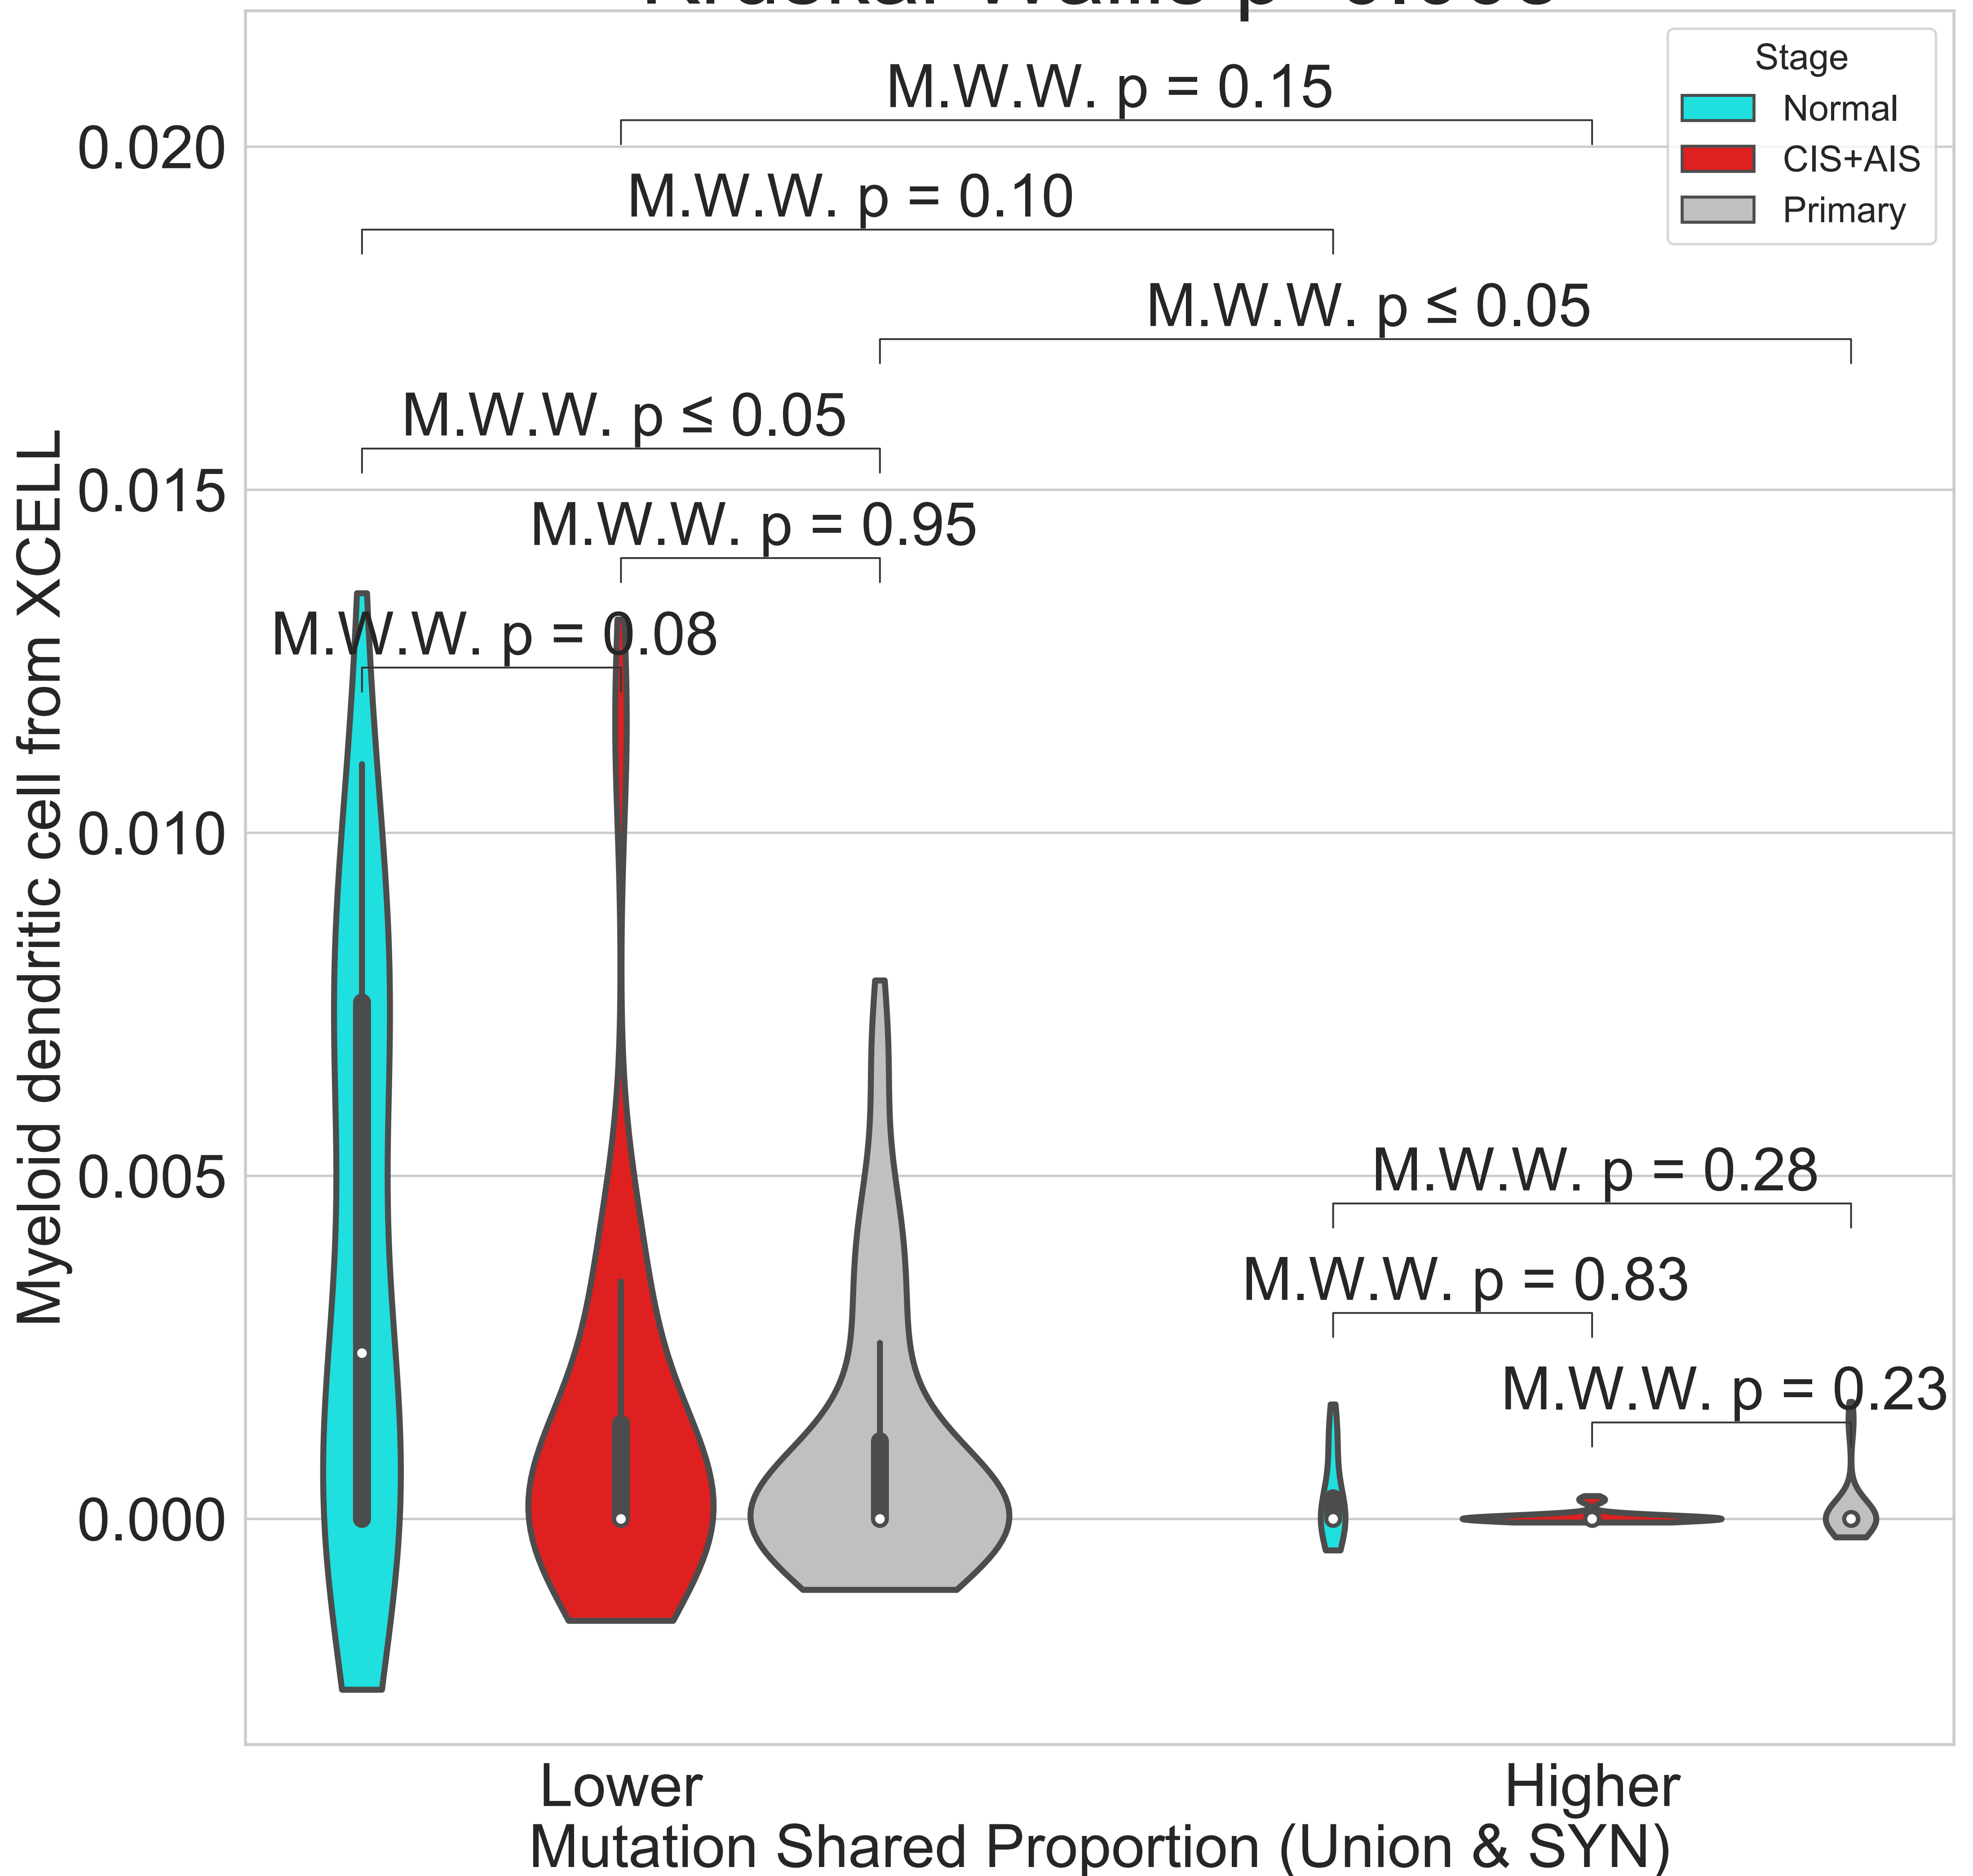 M.W.W. p = 0.15
M.W.W. p = 0.10
M.W.W. p ≤ 0.05
M.W.W. p ≤ 0.05
M.W.W. p = 0.95
M.W.W. p = 0.08
M.W.W. p = 0.28
M.W.W. p = 0.83
M.W.W. p = 0.23
Stage
Normal
CIS+AIS
Primary
0.020
0.015
0.010
0.005
0.000
Myeloid dendritic cell from XCELL
Lower
Higher
Mutation Shared Proportion (Union & SYN)